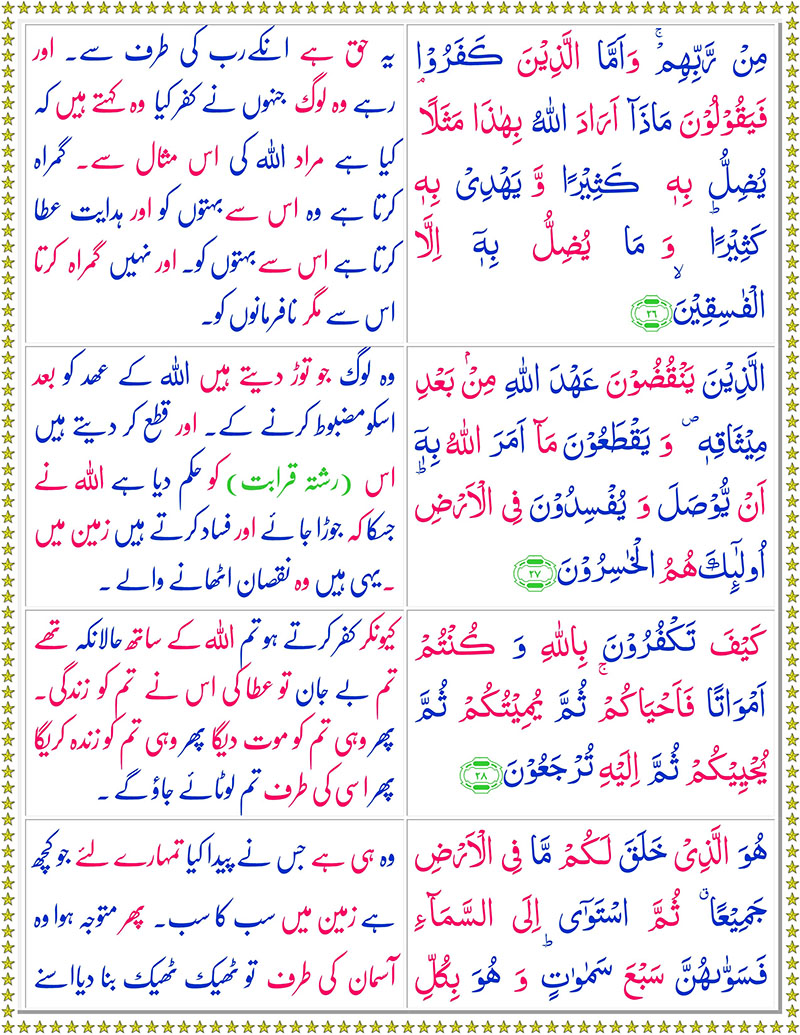 مِنْ رَّبِّهِمْ ۚ وَاَمَّا الَّذِيْنَ كَفَرُوْا
فَيَقُوْلُوْنَ مَاذَاۤ اَرَادَ اللهُ بِهٰذَا مَثَلًا
يُضِلُّ بِهٖ كَثِيْرًا وَّ يَهْدِىْ بِهٖ
كَثِيْرًا ؕ وَ مَا يُضِلُّ بِهٖۤ اِلَّا
الْفٰسِقِيْنَ ۙ ﴿۲۶﴾
یہ حق ہے انکے رب کی طرف سے۔ اور
رہے وہ لوگ جنہوں نے کفر کیا وہ کہتے ہیں کہ
کیا ہے مراد اللہ کی اس مثال سے۔ گمراہ
کرتا ہے وہ اس سے بہتوں کو اور ہدایت عطا
کرتا ہے اس سے بہتوں کو۔ اور نہیں گمراہ کرتا
اس سے مگر نافرمانوں کو۔
الَّذِيْنَ يَنْقُضُوْنَ عَهْدَ اللهِ مِنْۢ بَعْدِ
مِيْثَاقِهٖ ۪ وَ يَقْطَعُوْنَ مَاۤ اَمَرَ اللهُ بِهٖۤ
اَنْ يُّوْصَلَ وَ يُفْسِدُوْنَ فِى الْاَرْضِ ؕ
اُولٰٓئِكَ هُمُ الْخٰسِرُوْنَ ﴿۲۷﴾
وہ لوگ جو توڑ دیتے ہیں اللہ کے عہد کو بعد
اسکو مضبوط کرنے کے۔ اور قطع کر دیتے ہیں
اس (رشتہ قرابت) کو حکم دیا ہے اللہ نے
جسکا کہ جوڑا جائے اور فساد کرتے ہیں زمین میں
۔ یہی ہیں وہ نقصان اٹھانے والے ۔
كَيْفَ تَكْفُرُوْنَ بِاللهِ وَ كُنْتُمْ
اَمْوَاتًا فَاَحْيَاكُمْ ۚ ثُمَّ يُمِيْتُكُمْ ثُمَّ
يُحْيِيْكُمْ ثُمَّ اِلَيْهِ تُرْجَعُوْنَ ﴿۲۸﴾
کیونکر کفر کرتے ہو تم اللہ کے ساتھ حالانکہ تھے
تم بے جان تو عطا کی اس نے تم کو زندگی۔
پھر وہی تم کو موت دیگا پھر وہی تم کو زندہ کریگا
پھر اسی کی طرف تم لوٹائے جاؤ گے ۔
هُوَ الَّذِىْ خَلَقَ لَكُمْ مَّا فِى الْاَرْضِ
جَمِيْعًا ۗ ثُمَّ اسْتَوٰٓى اِلَى السَّمَآءِ
فَسَوّٰٮهُنَّ سَبْعَ سَمٰوٰتٍ ؕ وَ هُوَ بِكُلِّ
وہ ہی ہے جس نے پیدا کیا تمہارے لئے جو کچھ
ہے زمین میں سب کا سب۔ پھر متوجہ ہوا وہ
آسمان کی طرف تو ٹھیک ٹھیک بنا دیا اسنے